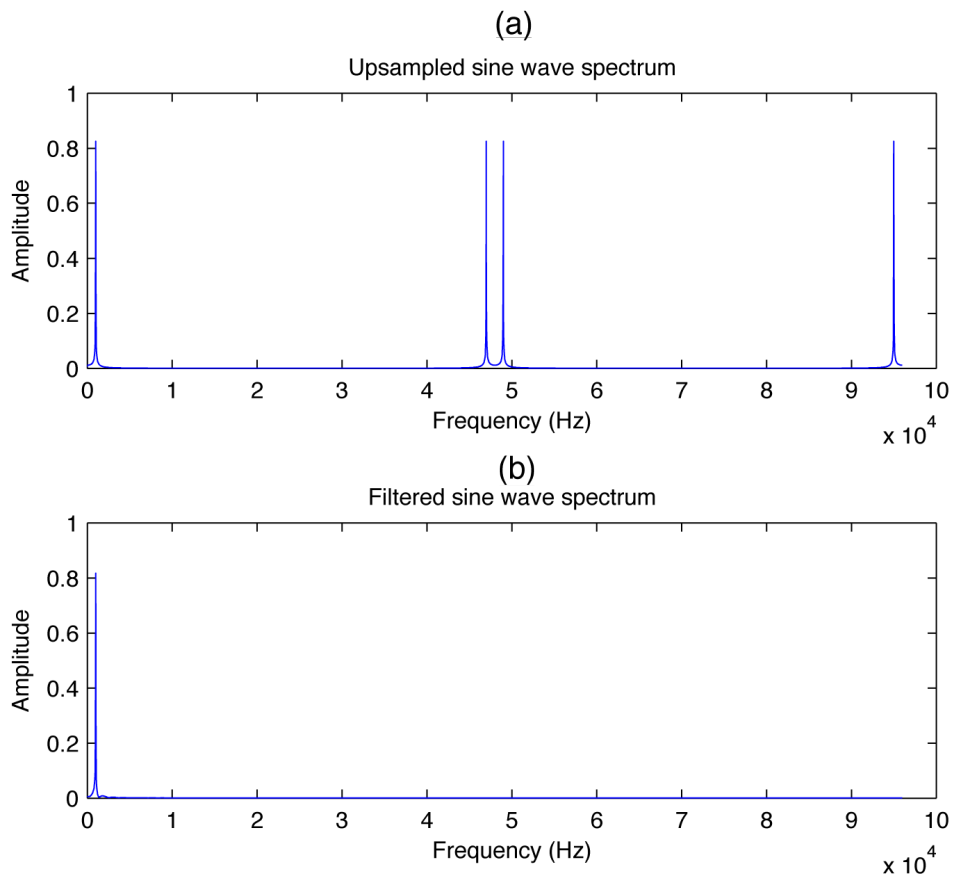 (a)
Upsampled sine wave spectrum
1
0.8
0.6
0.4
0.2
0
Amplitude
0 1 2 3 4 5 6 7 8 9 10
Frequency (Hz)
x 10^4
(b)
Filtered sine wave spectrum
1
0.8
0.6
0.4
0.2
0
Amplitude
0 1 2 3 4 5 6 7 8 9 10
Frequency (Hz)
x 10^4